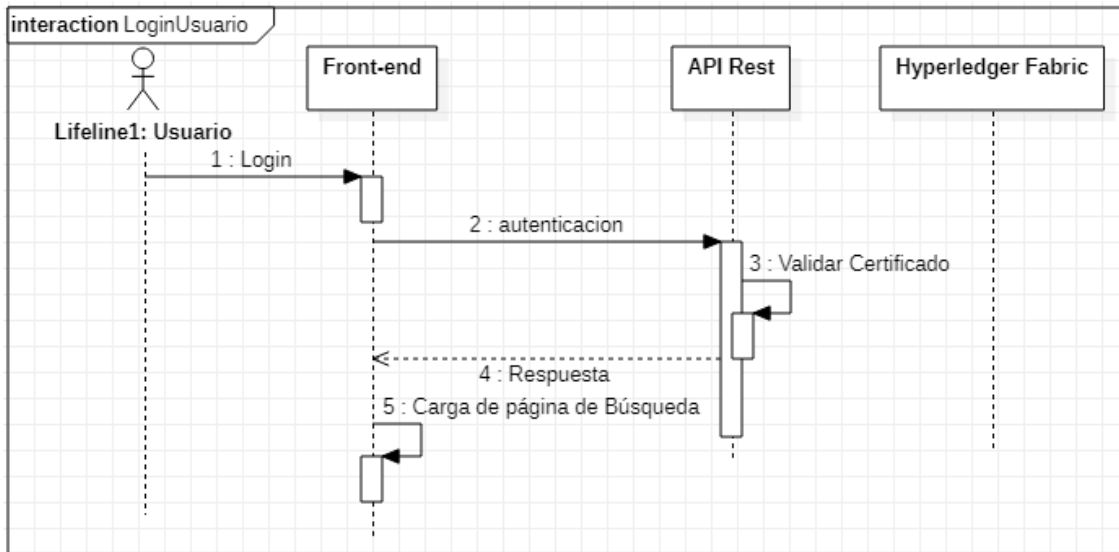 interaction LoginUsuario
Front-end
API Rest
Hyperledger Fabric
Lifeline1: Usuario
1 : Login
2 : autenticacion
3 : Validar Certificado
4 : Respuesta
5 : Carga de página de Búsqueda